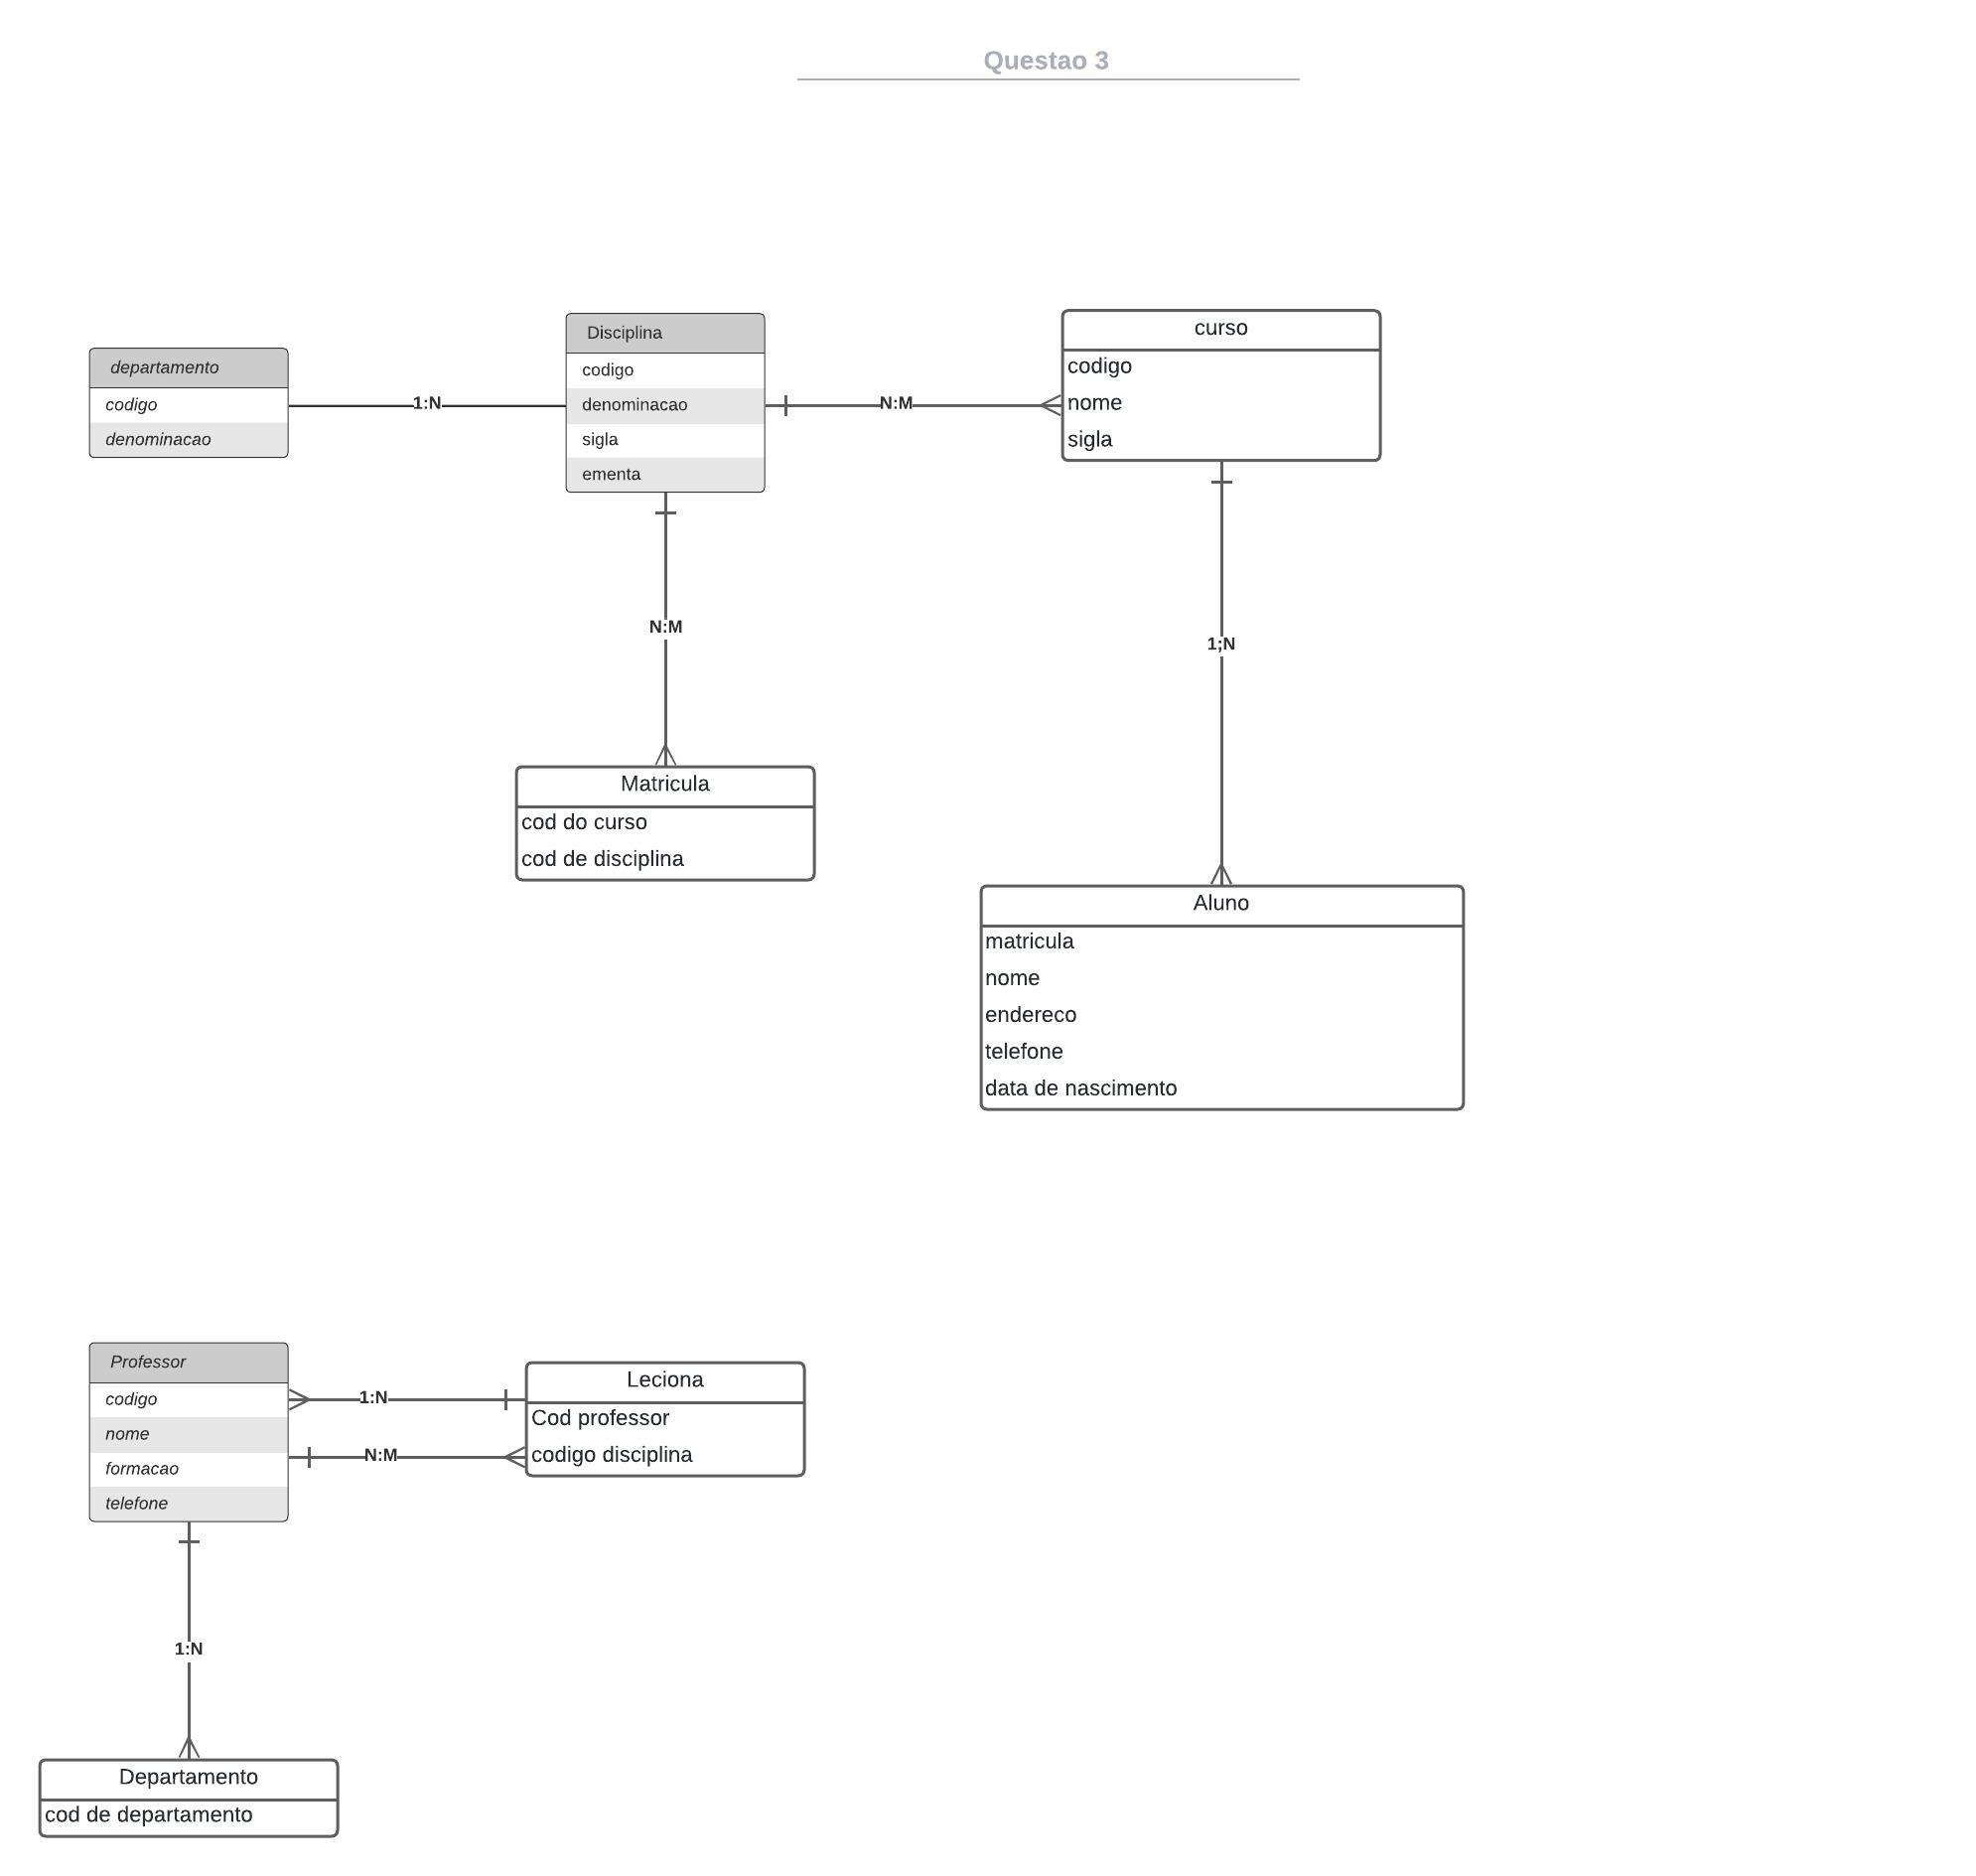 Questao 3
departamento
codigo
denominacao
1:N
Disciplina
codigo
denominacao
sigla
ementa
N:M
curso
codigo
nome
sigla
N:M
1;N
Matricula
cod do curso
cod de disciplina
Aluno
matricula
nome
endereco
telefone
data de nascimento
Professor
codigo
nome
formacao
telefone
1:N
N:M
Leciona
Cod professor
codigo disciplina
1:N
Departamento
cod de departamento